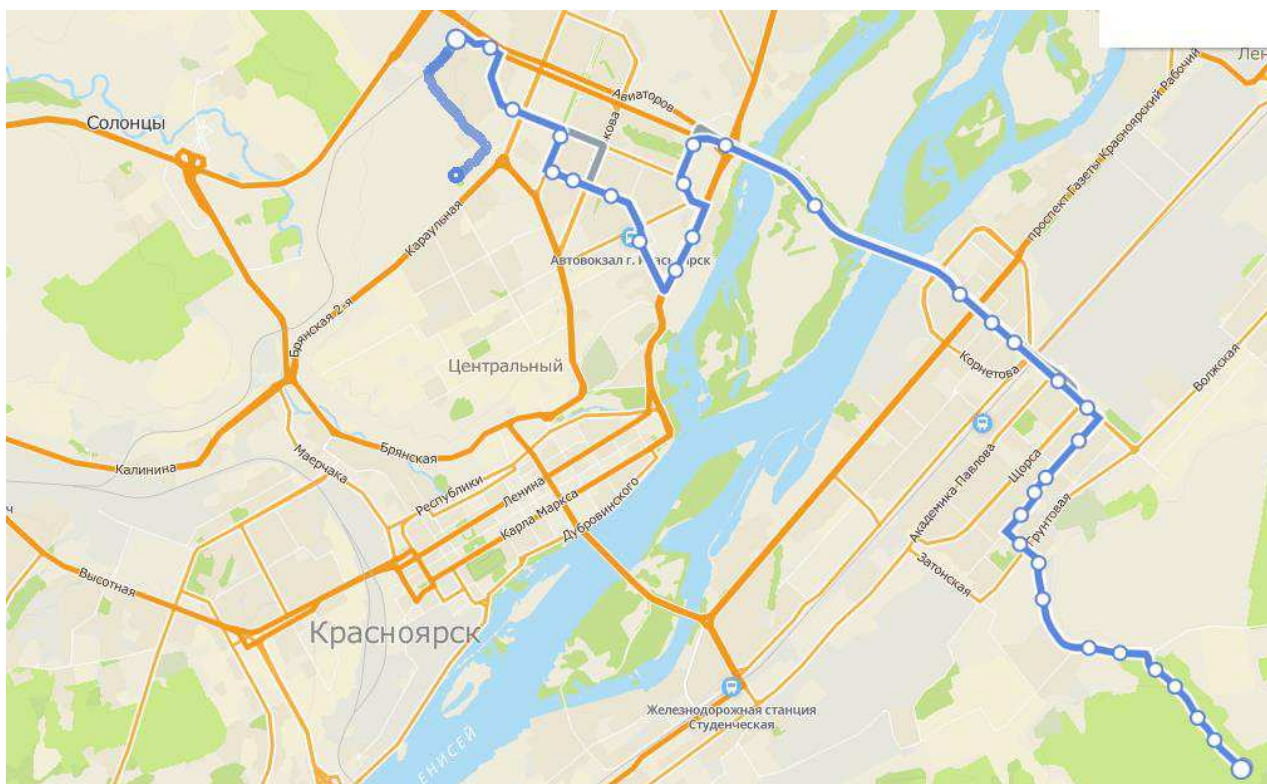 Лен
Авиаторов
кова
проспект Газеты Красноярский Рабочий
Солонцы
Караульная
Автовокзал г. Красноярск
Брянская 2-я
Центральный
Корнетова
Волжская
Брянская
Калинина
Маерчака
Республики
Ленина
Карла Маркса
Дубровинского
Академика Павлова
Щорса
Грунтовая
Затонская
ч
Высотная
Красноярск
Железнодорожная станция
Студенческая
ЕНИСЕЙ